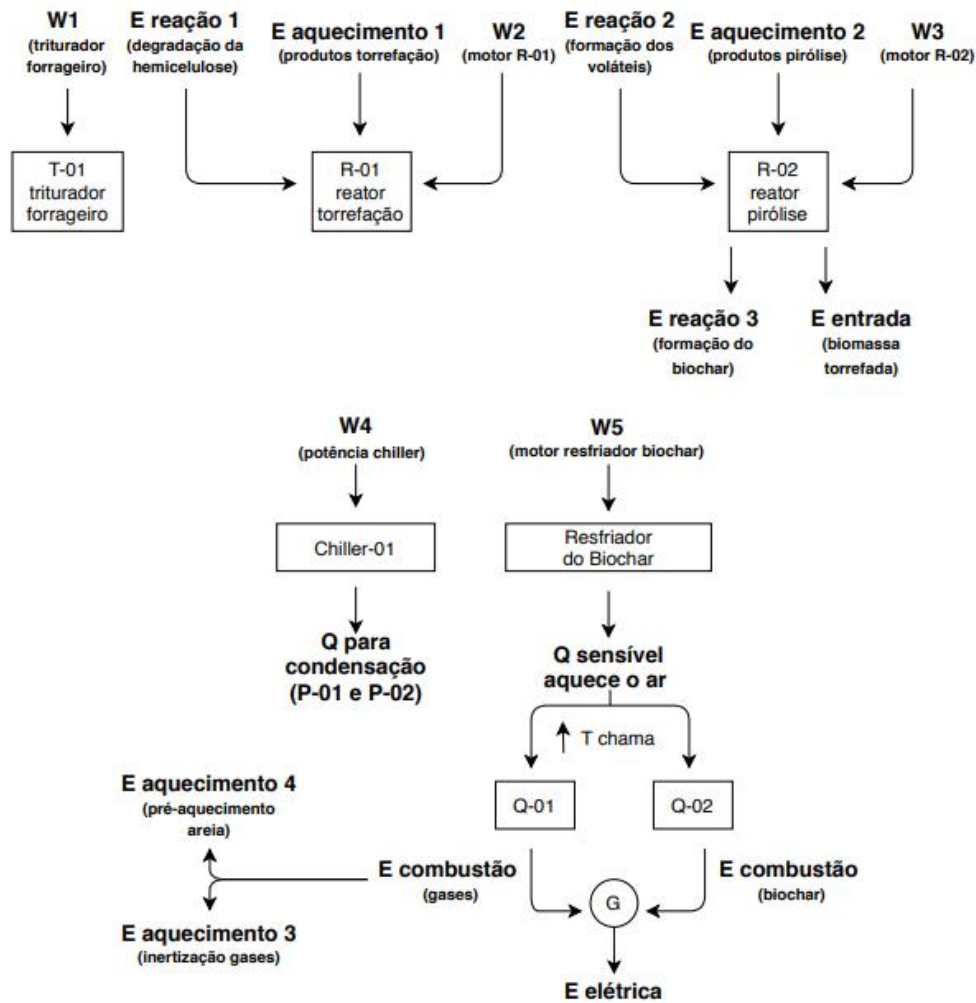 W1
(triturador
forrageiro)
E reação 1
(degradação da
hemicelulose)
E aquecimento 1
(produtos torrefação)
W2
(motor R-01)
E reação 2
(formação dos
voláteis)
E aquecimento 2
(produtos pirólise)
W3
(motor R-02)
T-01
triturador
forrageiro
R-01
reator
torrefação
R-02
reator
pirólise
E reação 3
(formação do
biochar)
E entrada
(biomassa
torrefada)
W4
(potência chiller)
W5
(motor resfriador biochar)
Chiller-01
Resfriador
do Biochar
Q para
condensação
(P-01 e P-02)
Q sensível
aquece o ar
T chama
Q-01
Q-02
E aquecimento 4
(pré-aquecimento
areia)
E combustão
(gases)
E combustão
(biochar)
G
E aquecimento 3
(inertização gases)
E elétrica